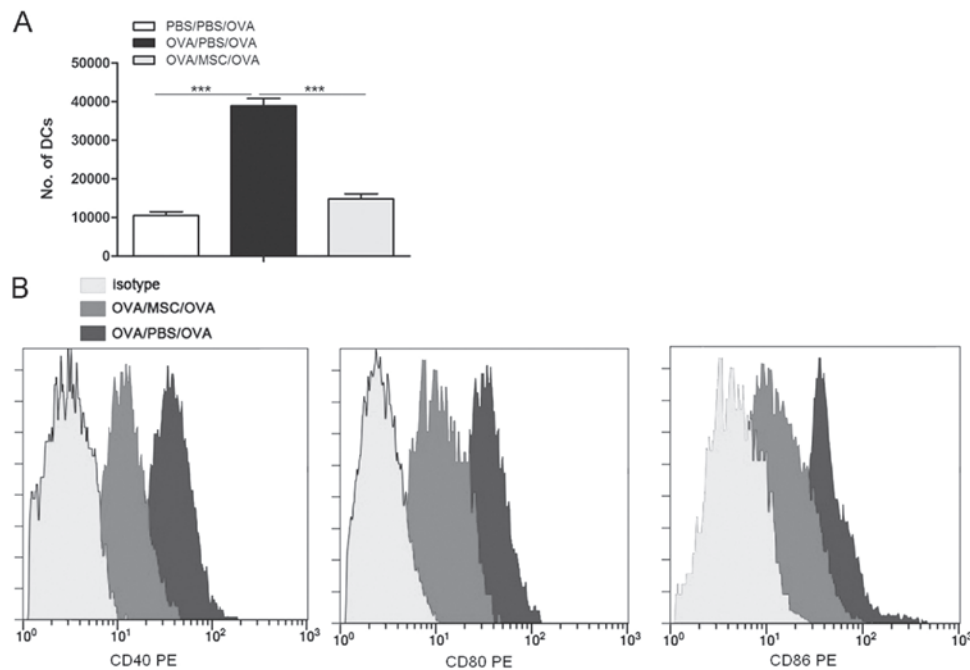 A
PBS/PBS/OVA
OVA/PBS/OVA
OVA/MSC/OVA
No. of DCs
50000
40000
30000
20000
10000
0
***
***
B
isotype
OVA/MSC/OVA
OVA/PBS/OVA
10⁰ 10¹ 10² 10³
CD40 PE
10⁰ 10¹ 10² 10³
CD80 PE
10⁰ 10¹ 10² 10³
CD86 PE